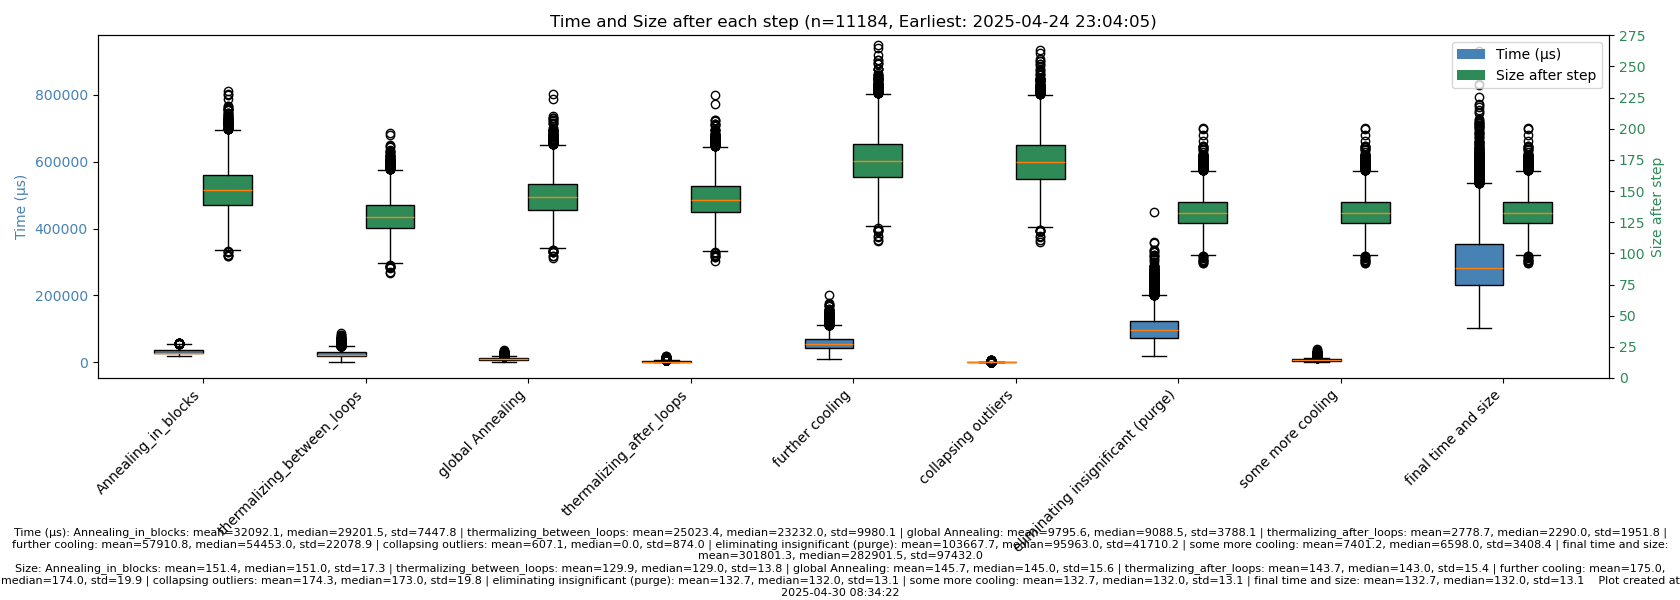 Time and Size after each step (n=11184, Earliest: 2025-04-24 23:04:05)
Time (µs)
Size after step
800000
600000
400000
200000
0
Time (µs)
275
250
225
200
175
150
125
100
75
50
25
0
Size after step
Annealing_in_blocks
thermalizing_between_loops
global Annealing
thermalizing_after_loops
further cooling
collapsing outliers
eliminating insignificant (purge)
some more cooling
final time and size
Time (µs): Annealing_in_blocks: mean=32092.1, median=29201.5, std=7447.8 | thermalizing_between_loops: mean=25023.4, median=23232.0, std=9980.1 | global Annealing: mean=9795.6, median=9088.5, std=3788.1 | thermalizing_after_loops: mean=2778.7, median=2290.0, std=1951.8 |
further cooling: mean=57910.8, median=54453.0, std=22078.9 | collapsing outliers: mean=607.1, median=0.0, std=874.0 | eliminating insignificant (purge): mean=103667.7, median=95963.0, std=41710.2 | some more cooling: mean=7401.2, median=6598.0, std=3408.4 | final time and size:
mean=301801.3, median=282901.5, std=97432.0
Size: Annealing_in_blocks: mean=151.4, median=151.0, std=17.3 | thermalizing_between_loops: mean=129.9, median=129.0, std=13.8 | global Annealing: mean=145.7, median=145.0, std=15.6 | thermalizing_after_loops: mean=143.7, median=143.0, std=15.4 | further cooling: mean=175.0,
median=174.0, std=19.9 | collapsing outliers: mean=174.3, median=173.0, std=19.8 | eliminating insignificant (purge): mean=132.7, median=132.0, std=13.1 | some more cooling: mean=132.7, median=132.0, std=13.1 | final time and size: mean=132.7, median=132.0, std=13.1 Plot created at
2025-04-30 08:34:22